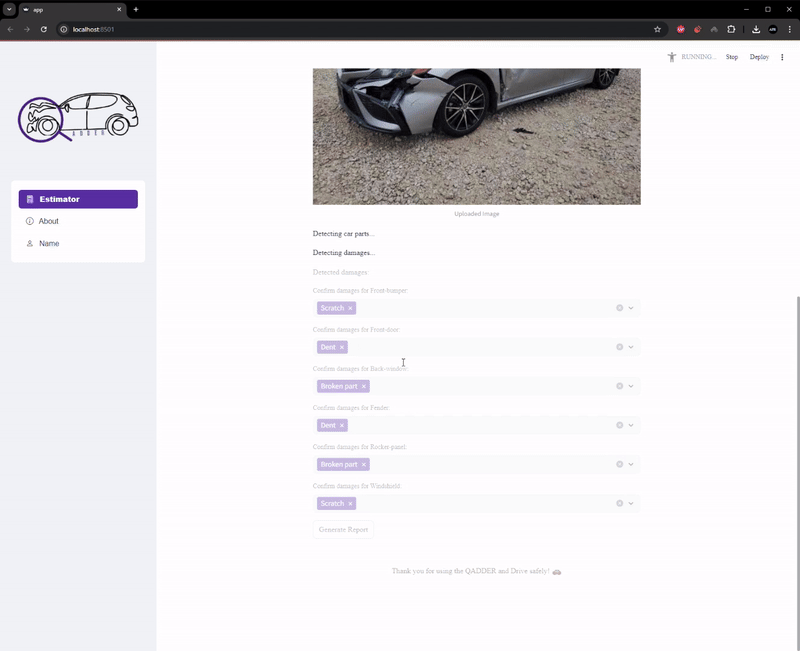 app
localhost:8501
RUNNING...
Stop
Deploy
Estimator
About
Name
Uploaded Image
Detecting car parts...
Detecting damages...
Detected damages:
Confirm damages for Front-bumper:
Scratch
Confirm damages for Front-door:
Dent
Confirm damages for Back-window:
Broken part
Confirm damages for Fender:
Dent
Confirm damages for Rocker-panel:
Broken part
Confirm damages for Windshield:
Scratch
Generate Report
Thank you for using the QADDER and Drive safely!